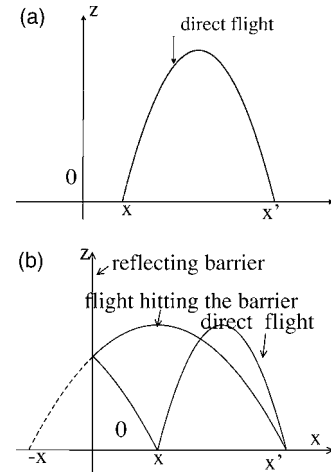 (a)
z
direct flight
0
x
x'
(b)
z
reflecting barrier
flight hitting the barrier
direct flight
0
x
-x
x
x'